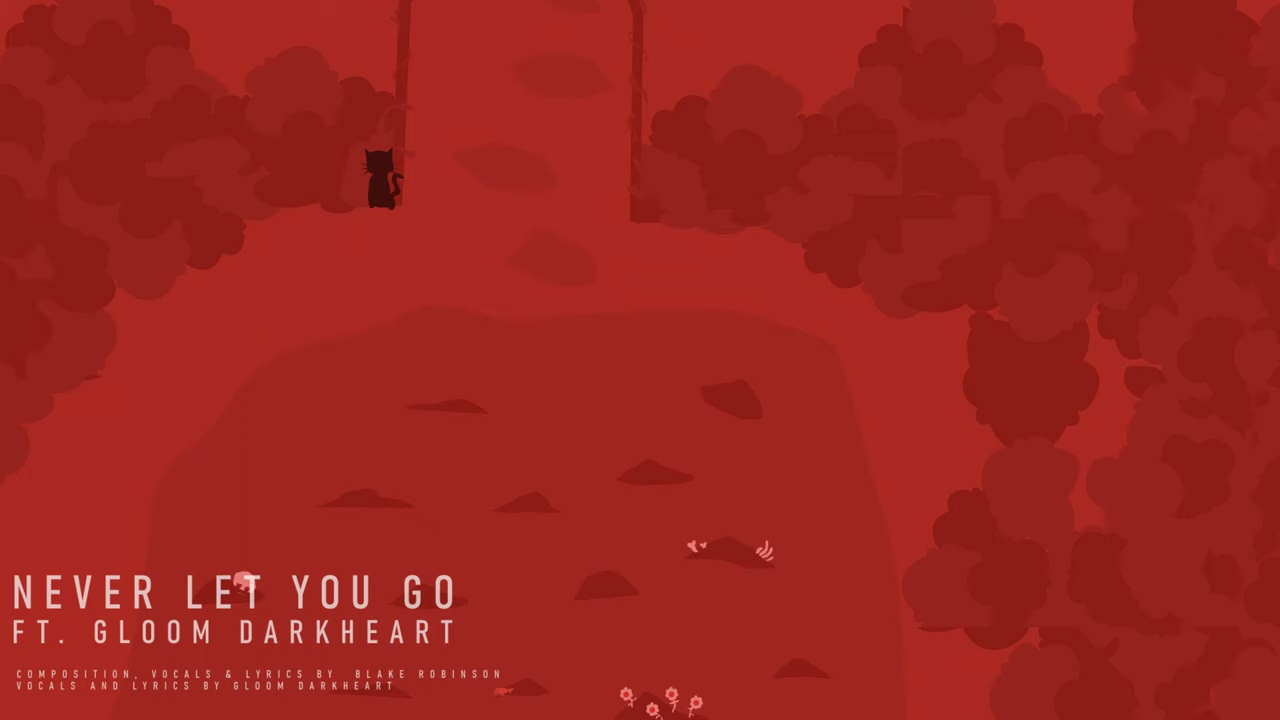 NEVER LET YOU GO
FT. GLOOM DARKHEART
COMPOSITION, VOCALS & LYRICS BY BLAKE ROBINSON
VOCALS AND LYRICS BY GLOOM DARKHEART